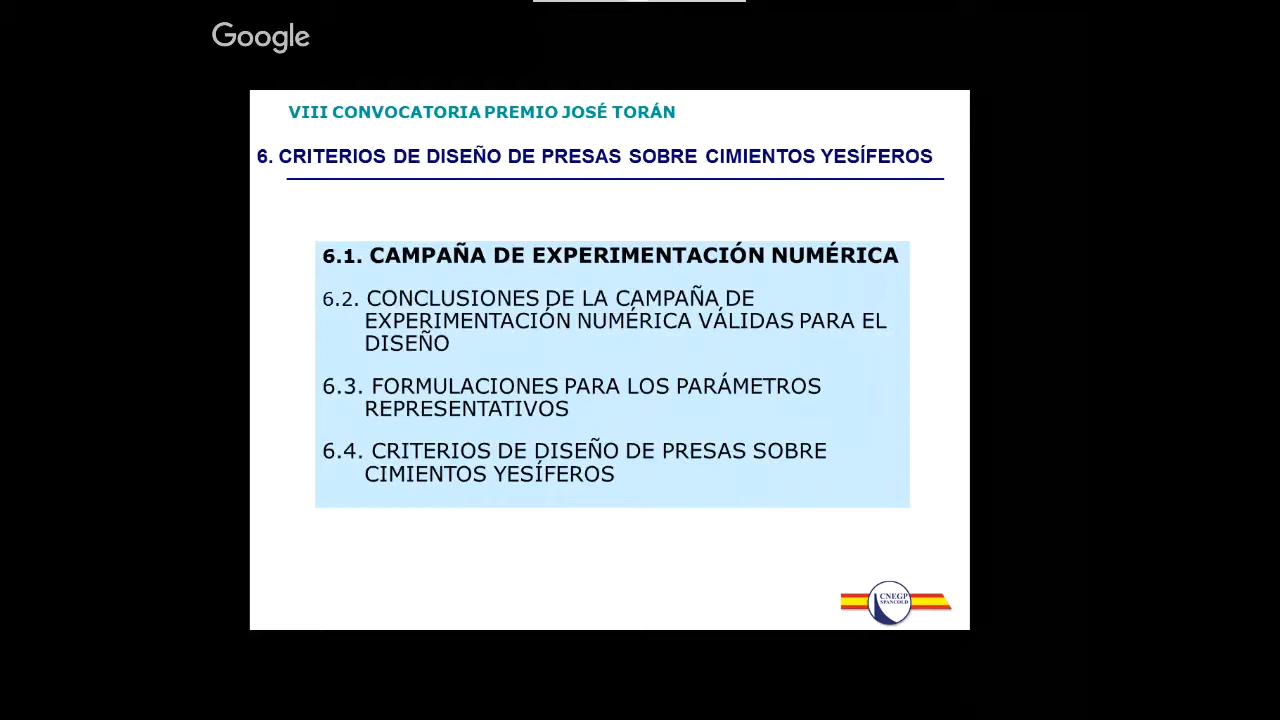 Google
VIII CONVOCATORIA PREMIO JOSÉ TORÁN
6. CRITERIOS DE DISEÑO DE PRESAS SOBRE CIMIENTOS YESÍFEROS
6.1. CAMPAÑA DE EXPERIMENTACIÓN NUMÉRICA
6.2. CONCLUSIONES DE LA CAMPAÑA DE
EXPERIMENTACIÓN NUMÉRICA VÁLIDAS PARA EL
DISEÑO
6.3. FORMULACIONES PARA LOS PARÁMETROS
REPRESENTATIVOS
6.4. CRITERIOS DE DISEÑO DE PRESAS SOBRE
CIMIENTOS YESÍFEROS
CNEGP
SPANCOLD